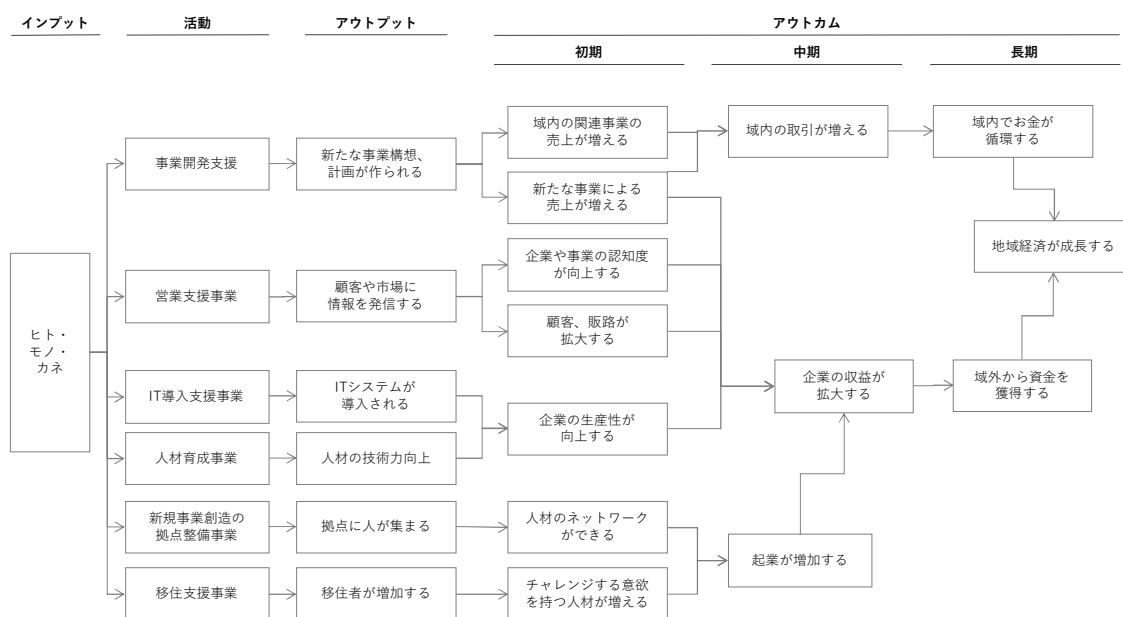 インプット
活動
アウトプット
アウトカム
初期
中期
長期
ヒト・
モノ・
カネ
事業開発支援
新たな事業構想、
計画が作られる
域内の関連事業の
売上が増える
域内の取引が増える
域内でお金が
循環する
新たな事業による
売上が増える
地域経済が成長する
営業支援事業
顧客や市場に
情報を発信する
企業や事業の認知度
が向上する
顧客、販路が
拡大する
IT導入支援事業
ITシステムが
導入される
企業の生産性が
向上する
企業の収益が
拡大する
域外から資金を
獲得する
人材育成事業
人材の技術力向上
新規事業創造の
拠点整備事業
拠点に人が集まる
人材のネットワーク
ができる
起業が増加する
移住支援事業
移住者が増加する
チャレンジする意欲
を持つ人材が増える